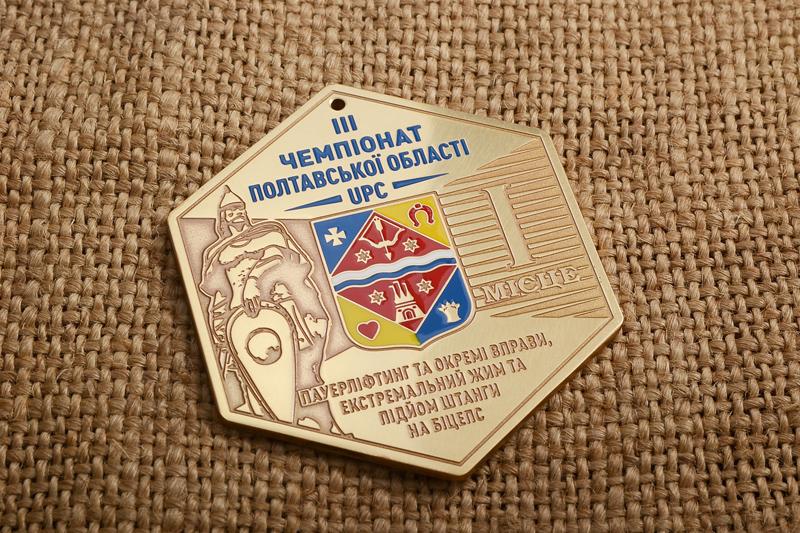 III
ЧЕМПІОНАТ
ПОЛТАВСЬКОЇ ОБЛАСТІ
UPC
I
МІСЦЕ
ПАУЕРЛІФТИНГ ТА ОКРЕМІ ВПРАВИ,
ЕКСТРЕМАЛЬНИЙ ЖИМ ТА
ПІДЙОМ ШТАНГИ
НА БІЦЕПС